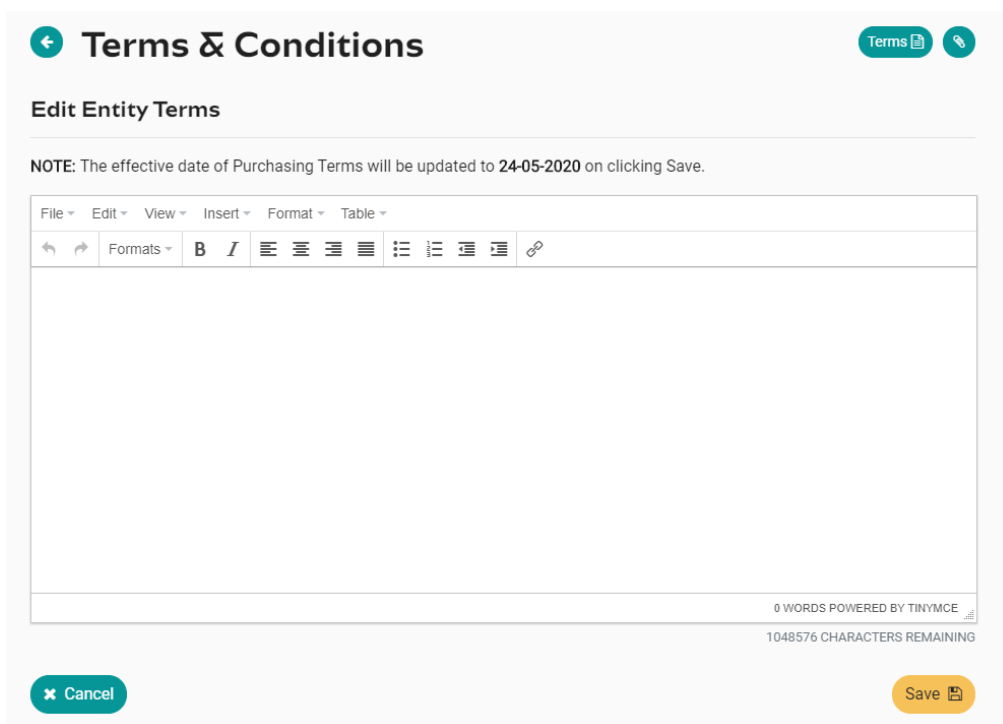 Terms & Conditions
Terms
Edit Entity Terms
NOTE: The effective date of Purchasing Terms will be updated to 24-05-2020 on clicking Save.
File Edit View Insert Format Table
Formats B I
0 WORDS POWERED BY TINYMCE
1048576 CHARACTERS REMAINING
Cancel
Save